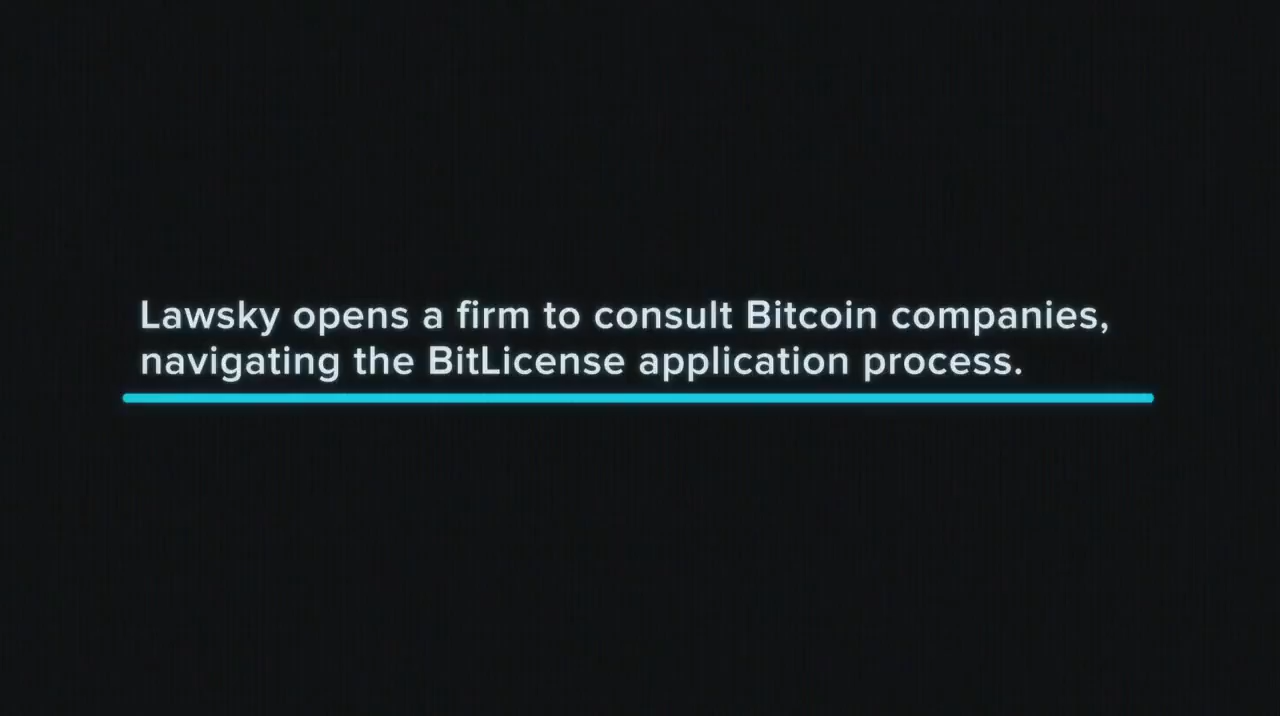 Lawsky opens a firm to consult Bitcoin companies,
navigating the BitLicense application process.